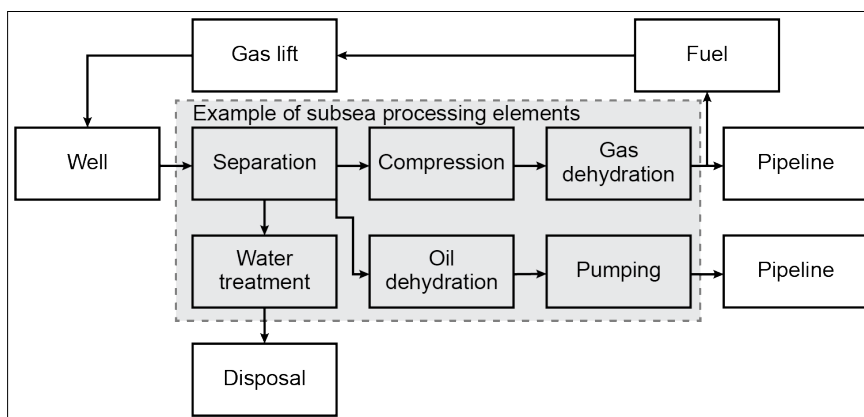 Gas lift
Fuel
Example of subsea processing elements
Well
Separation
Compression
Gas
dehydration
Pipeline
Water
treatment
Oil
dehydration
Pumping
Pipeline
Disposal